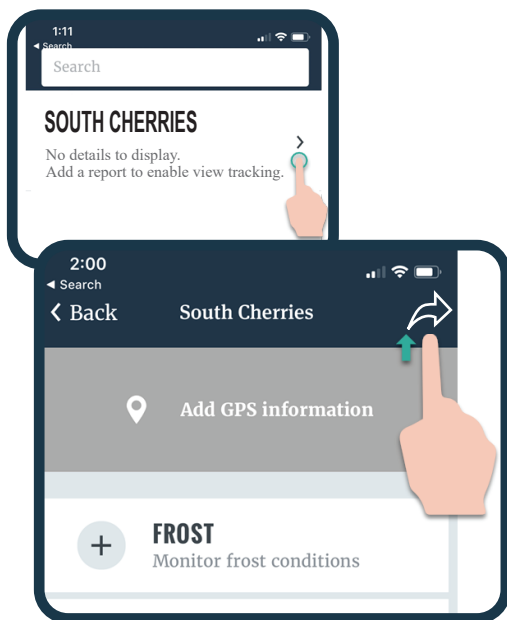 1:11
◄ Search
Search
SOUTH CHERRIES
No details to display.
Add a report to enable view tracking.
2:00
◄ Search
Back South Cherries
Add GPS information
FROST
Monitor frost conditions